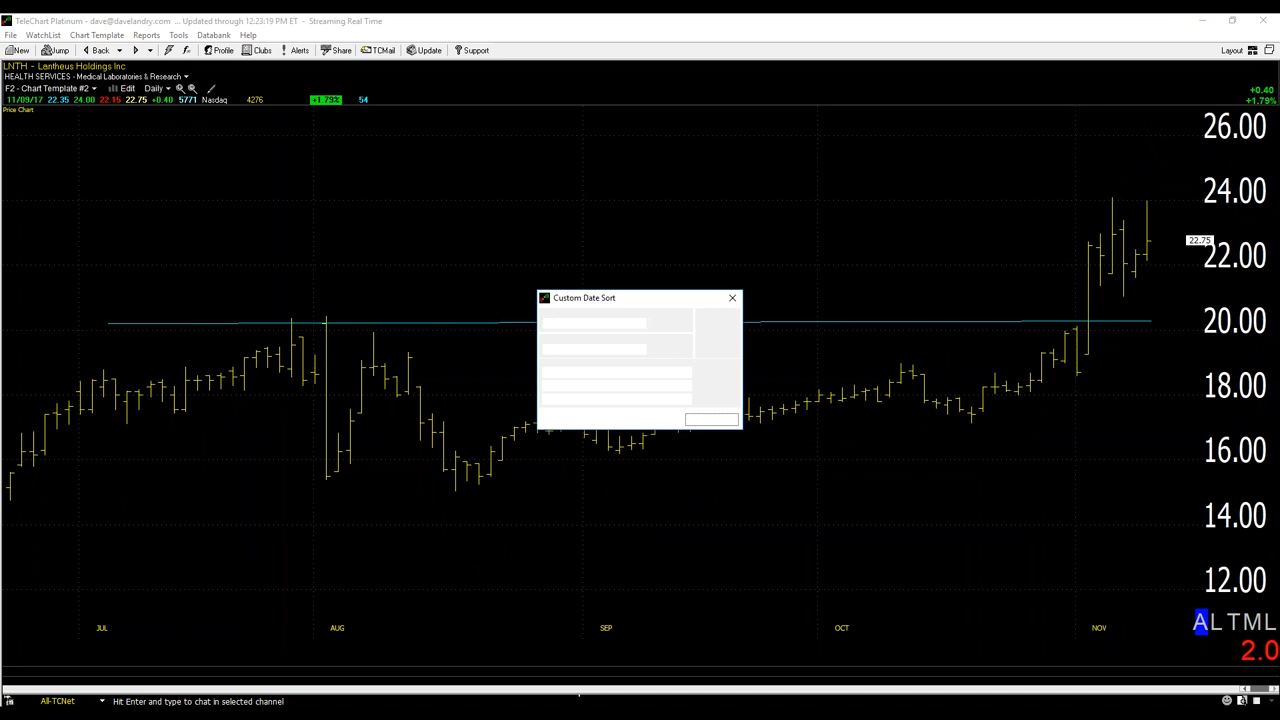 TeleChart Platinum - dave@davelandry.com ... Updated through 12:23:19 PM ET - Streaming Real Time
File WatchList Chart Template Reports Tools Databank Help
New Jump Back Profile Clubs Alerts Share TCMail Update Support Layout
LNTH - Lantheus Holdings Inc
HEALTH SERVICES - Medical Laboratories & Research
F2 - Chart Template #2 Edit Daily
+0.40
11/09/17 22.35 24.00 22.15 22.75 +0.40 5771 Nasdaq 4276 +1.79% 54
+1.79%
Price Chart
26.00
24.00
22.75
22.00
Custom Date Sort
20.00
18.00
16.00
14.00
12.00
JUL AUG SEP OCT NOV
ALTML
2.0
All-TCNet Hit Enter and type to chat in selected channel